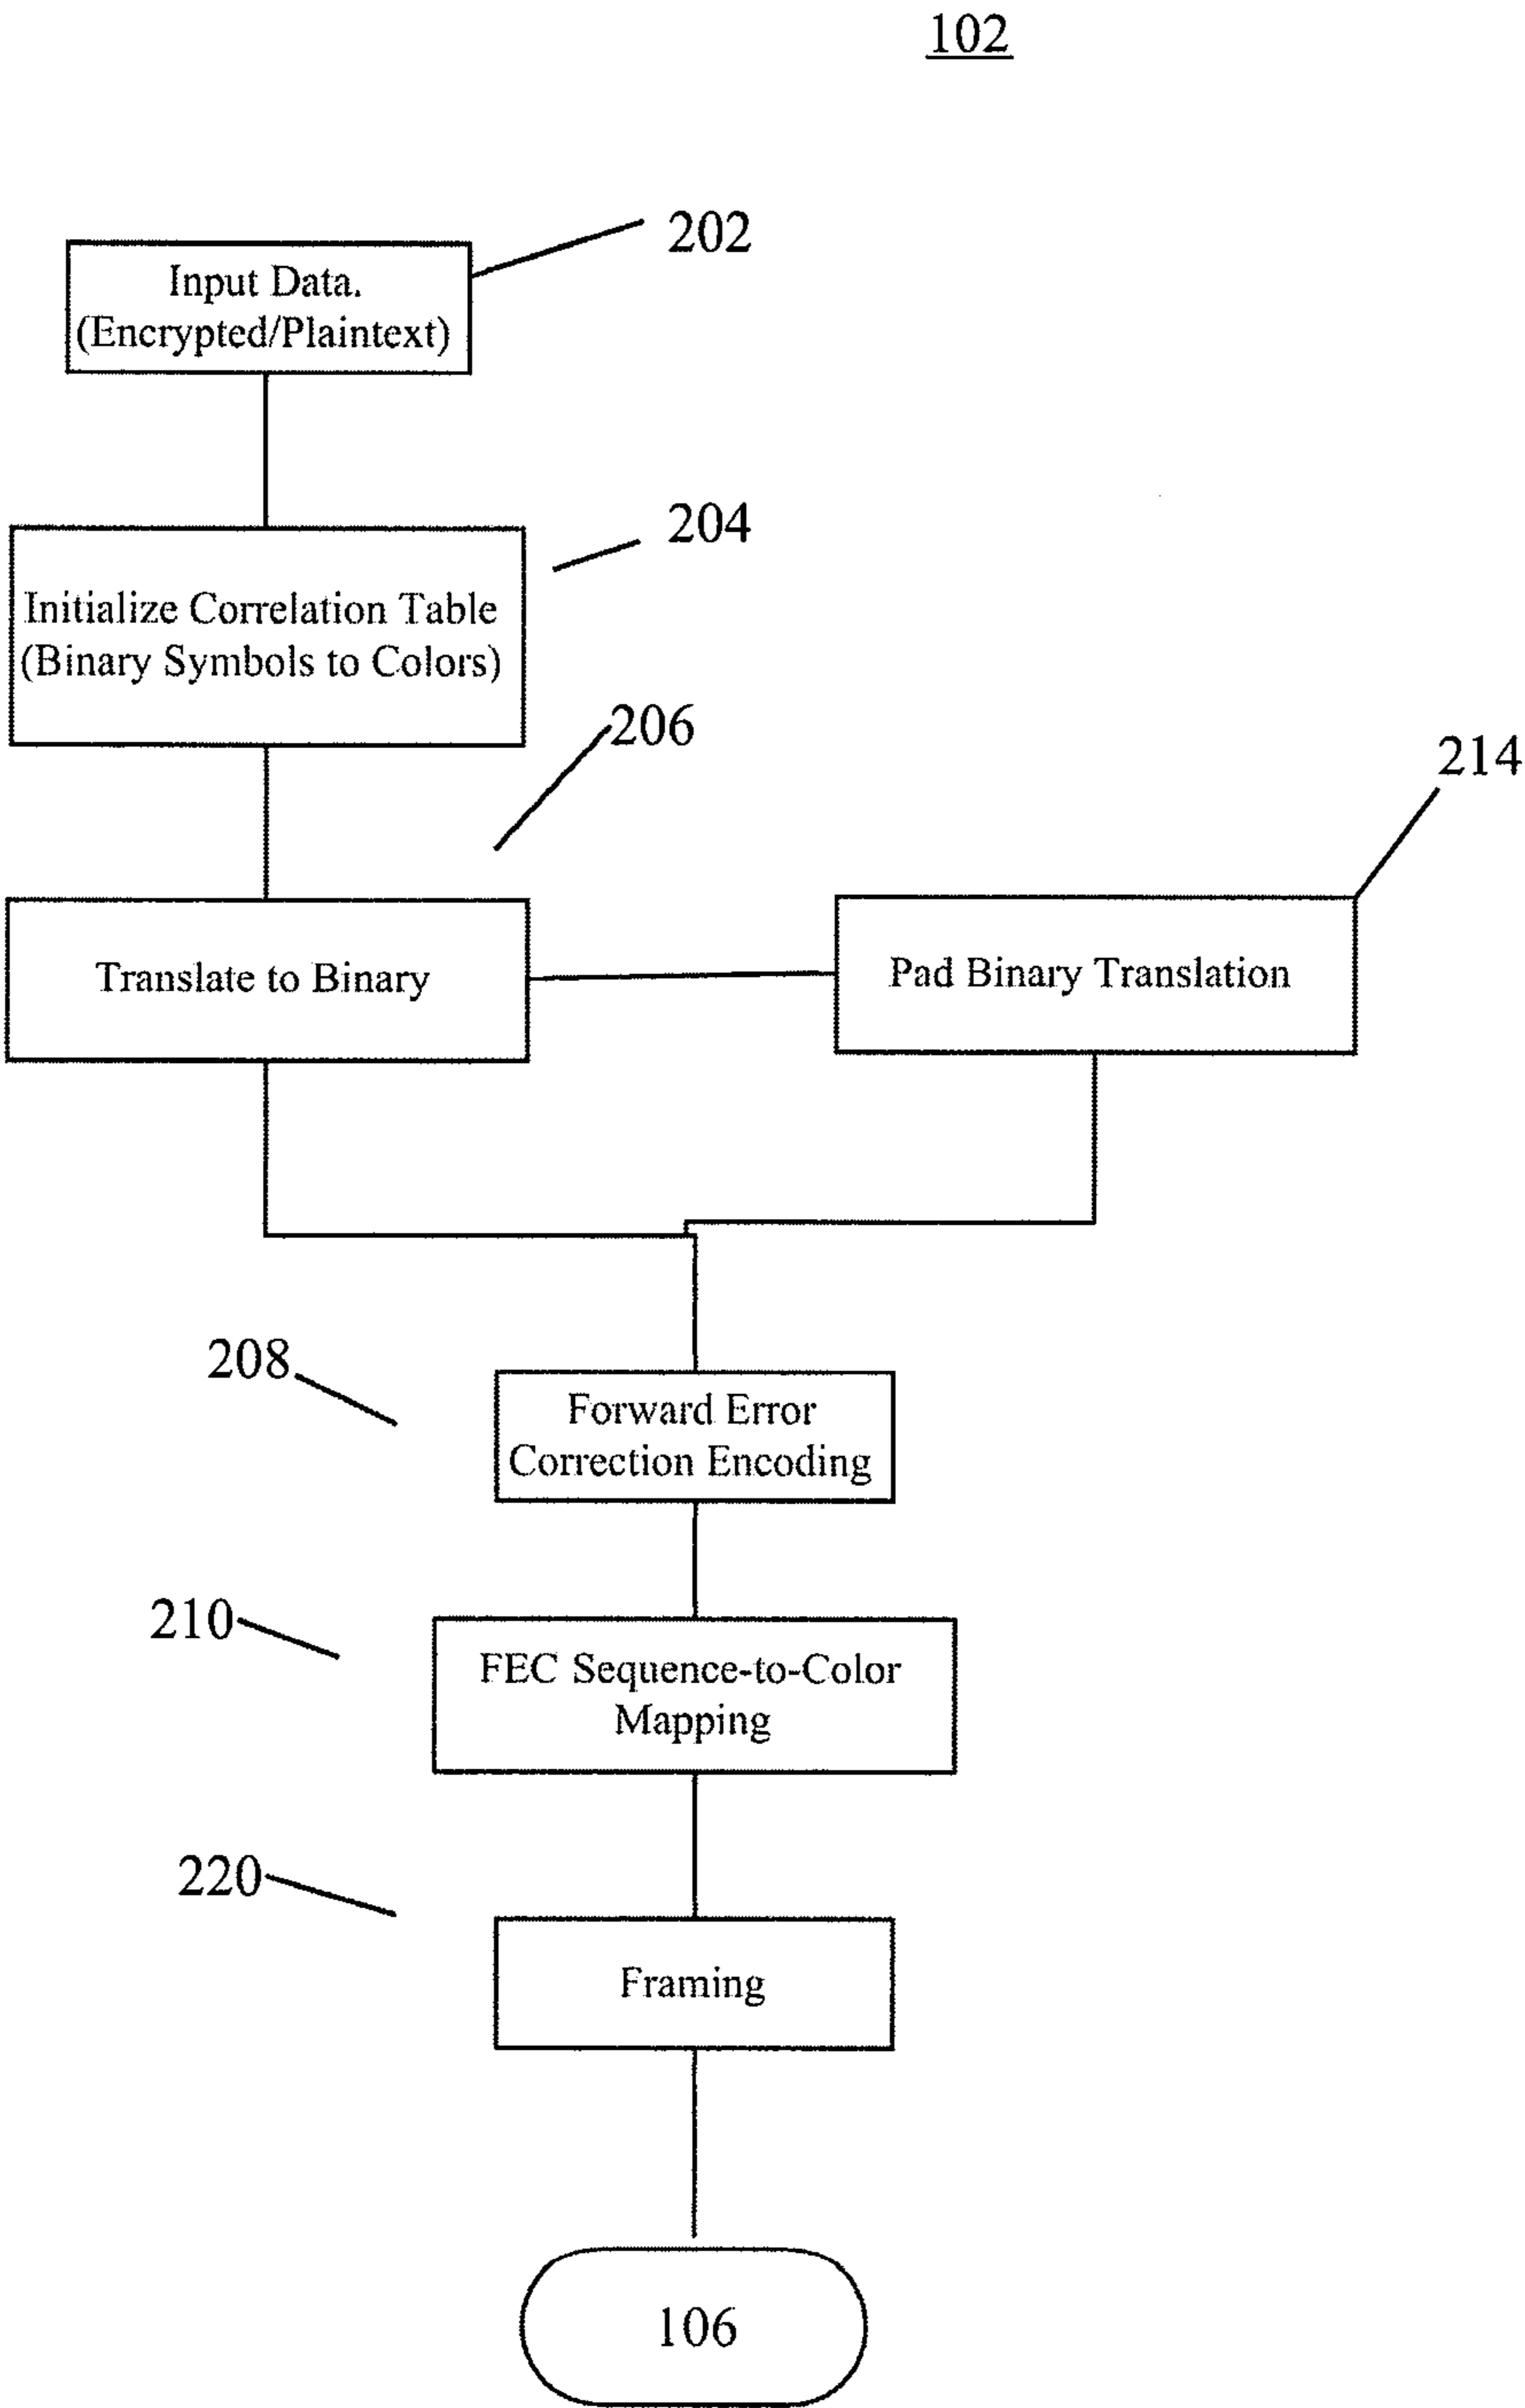 102
202
Input Data.
(Encrypted/Plaintext)
204
Initialize Correlation Table
(Binary Symbols to Colors)
206
214
Translate to Binary
Pad Binary Translation
208
Forward Error
Correction Encoding
210
FEC Sequence-to-Color
Mapping
220
Framing
106